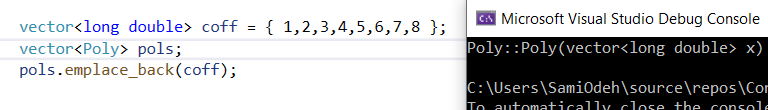 vector<long double> coff = { 1,2,3,4,5,6,7,8 };
vector<Poly> pols;
pols.emplace_back(coff);
Microsoft Visual Studio Debug Console
Poly::Poly(vector<long double> x)
C:\Users\SamiOdeh\source\repos\Con
To automatically close the console